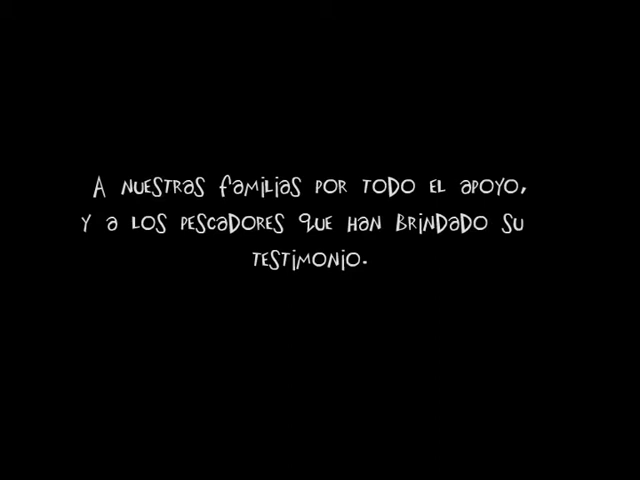 A nuestras familias por todo el apoyo,
y a los pescadores que han brindado su
testimonio.